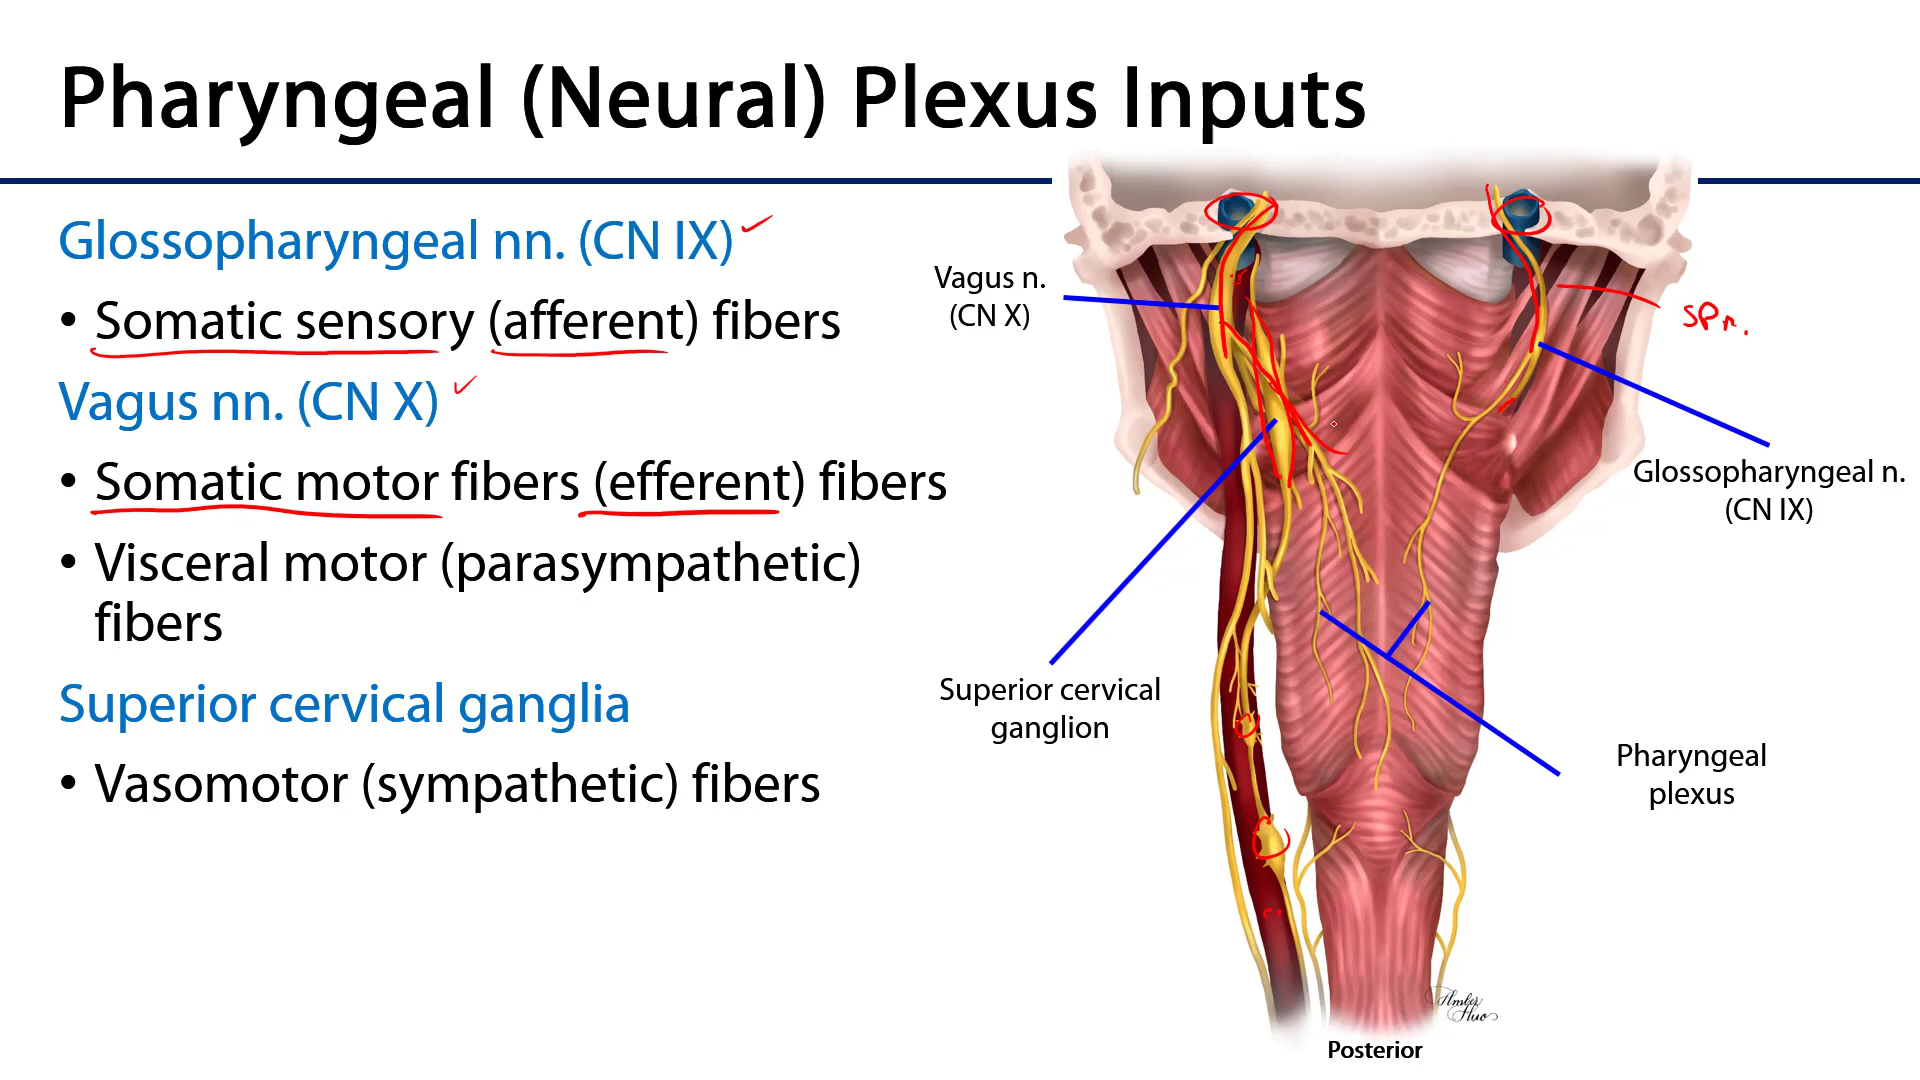 Pharyngeal (Neural) Plexus Inputs
Glossopharyngeal nn. (CN IX)
• Somatic sensory (afferent) fibers
Vagus nn. (CN X)
• Somatic motor fibers (efferent) fibers
• Visceral motor (parasympathetic)
fibers
Superior cervical ganglia
• Vasomotor (sympathetic) fibers
Vagus n.
(CN X)
SPn.
Glossopharyngeal n.
(CN IX)
Superior cervical
ganglion
Pharyngeal
plexus
Amber
Huo
Posterior